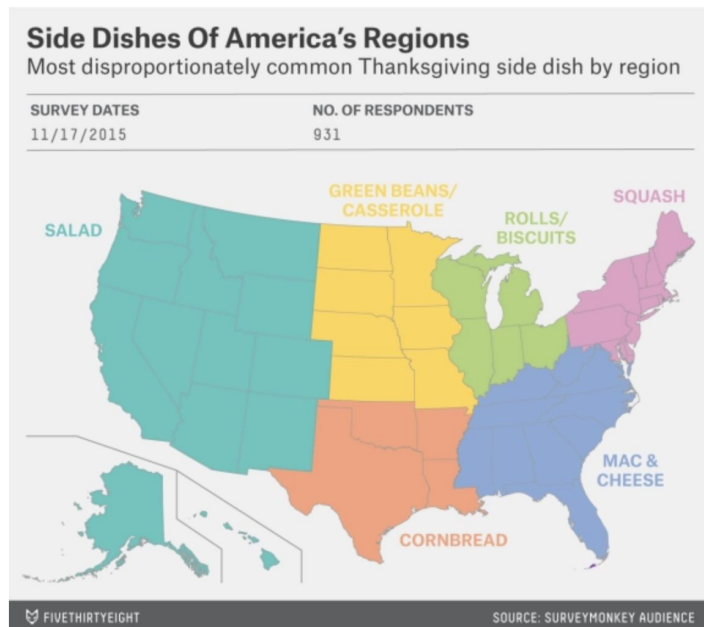 Side Dishes Of America's Regions
Most disproportionately common Thanksgiving side dish by region
SURVEY DATES
11/17/2015
NO. OF RESPONDENTS
931
SALAD
GREEN BEANS/
CASSEROLE
ROLLS/
BISCUITS
SQUASH
MAC &
CHEESE
CORNBREAD
FIVETHIRTYEIGHT
SOURCE: SURVEYMONKEY AUDIENCE